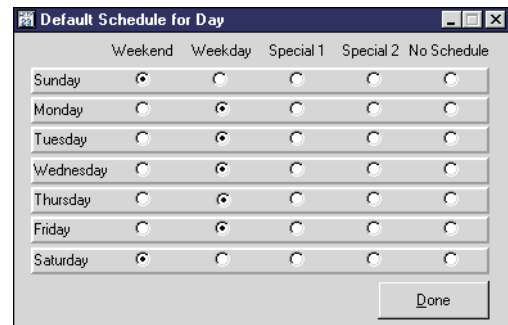 Default Schedule for Day
Weekend Weekday Special 1 Special 2 No Schedule
Sunday
Monday
Tuesday
Wednesday
Thursday
Friday
Saturday
Done